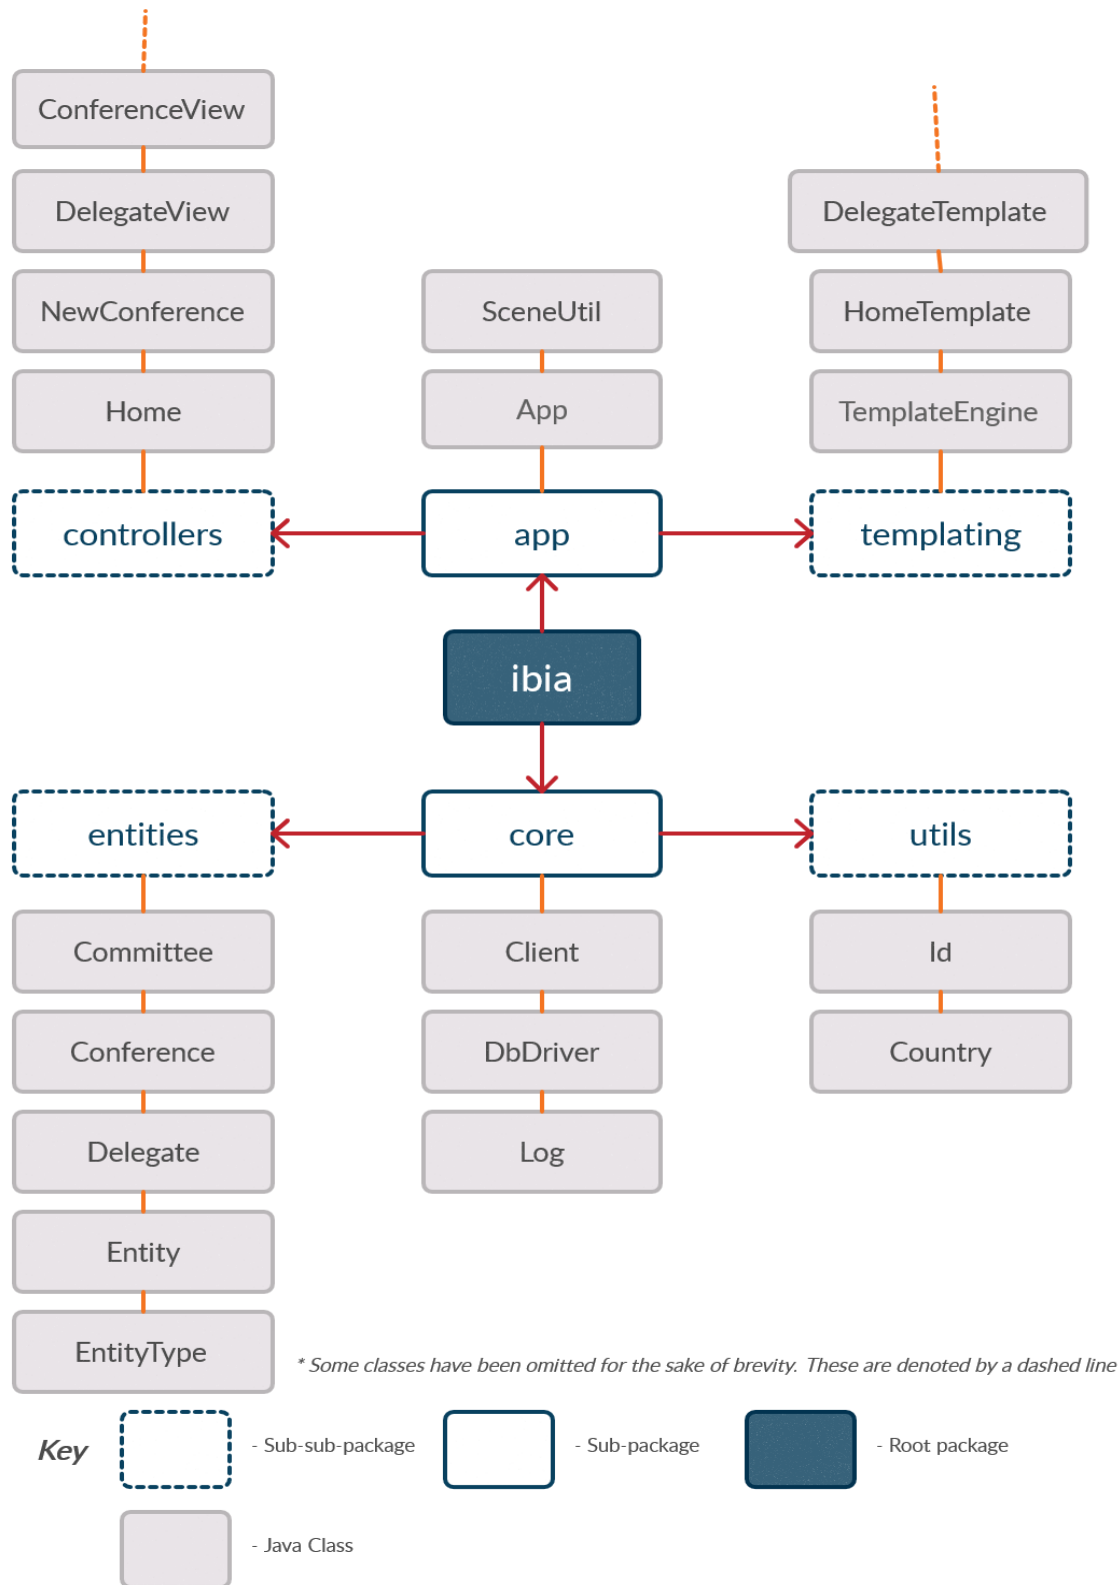 ConferenceView
DelegateView
DelegateTemplate
NewConference
SceneUtil
HomeTemplate
Home
App
TemplateEngine
controllers
app
templating
ibia
entities
core
utils
Committee
Client
Id
Conference
DbDriver
Country
Delegate
Log
Entity
EntityType
* Some classes have been omitted for the sake of brevity. These are denoted by a dashed line
Key
- Sub-sub-package
- Sub-package
- Root package
- Java Class